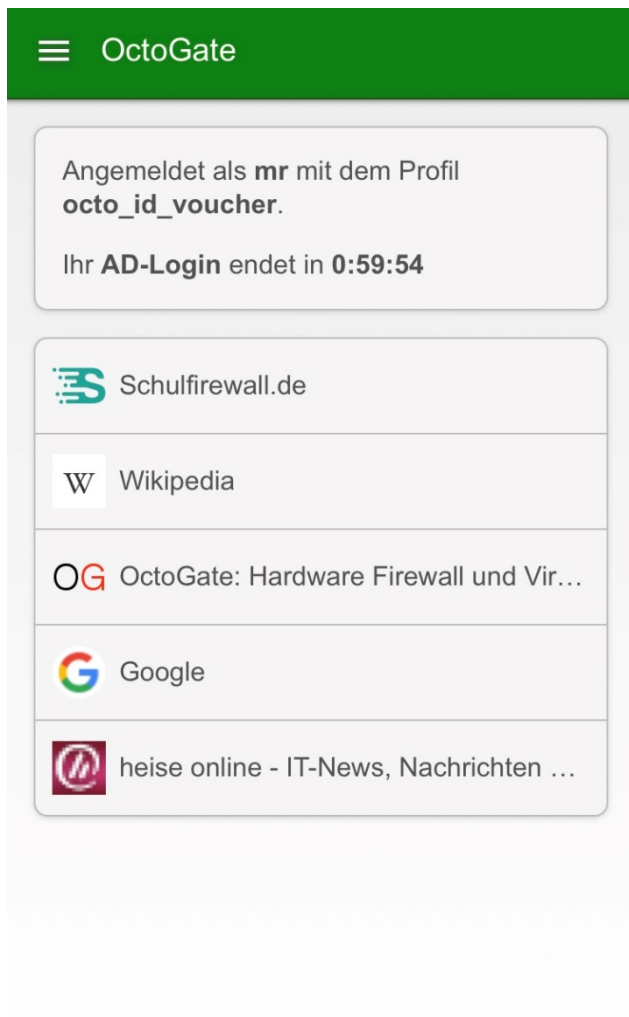 OctoGate
Angemeldet als mr mit dem Profil
octo_id_voucher.
Ihr AD-Login endet in 0:59:54
S Schulfirewall.de
W Wikipedia
OG OctoGate: Hardware Firewall und Vir…
G Google
heise online - IT-News, Nachrichten …